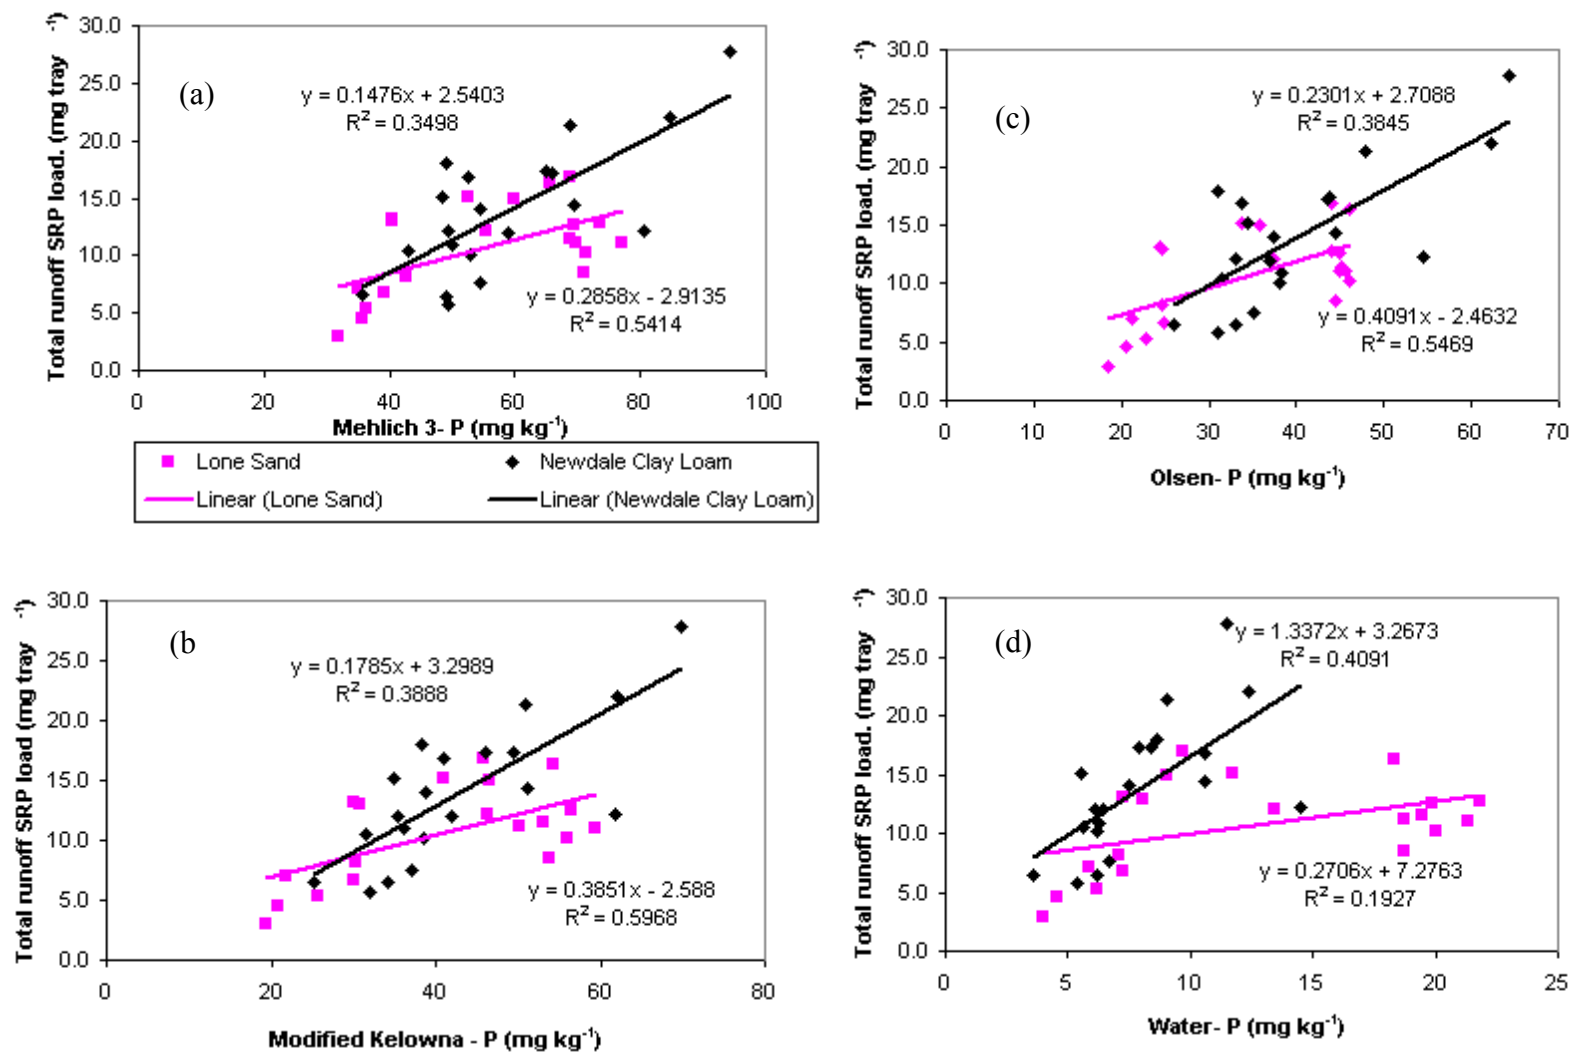 Total runoff SRP load. (mg tray -1)
30.0
25.0
20.0
15.0
10.0
5.0
0.0
(a)
y = 0.1476x + 2.5403
R² = 0.3498
y = 0.2858x - 2.9135
R² = 0.5414
0 20 40 60 80 100
Mehlich 3- P (mg kg⁻¹)
Lone Sand
Newdale Clay Loam
Linear (Lone Sand)
Linear (Newdale Clay Loam)
Total runoff SRP load. (mg tray -1)
30.0
25.0
20.0
15.0
10.0
5.0
0.0
(c)
y = 0.2301x + 2.7088
R² = 0.3845
y = 0.4091x - 2.4632
R² = 0.5469
0 10 20 30 40 50 60 70
Olsen- P (mg kg⁻¹)
Total runoff SRP load (mg tray -1)
30.0
25.0
20.0
15.0
10.0
5.0
0.0
(b
y = 0.1785x + 3.2989
R² = 0.3888
y = 0.3851x - 2.588
R² = 0.5968
0 20 40 60 80
Modified Kelowna - P (mg kg⁻¹)
Total runoff SRP load. (mg tray -1)
30.0
25.0
20.0
15.0
10.0
5.0
0.0
(d)
y = 1.3372x + 3.2673
R² = 0.4091
y = 0.2706x + 7.2763
R² = 0.1927
0 5 10 15 20 25
Water- P (mg kg⁻¹)